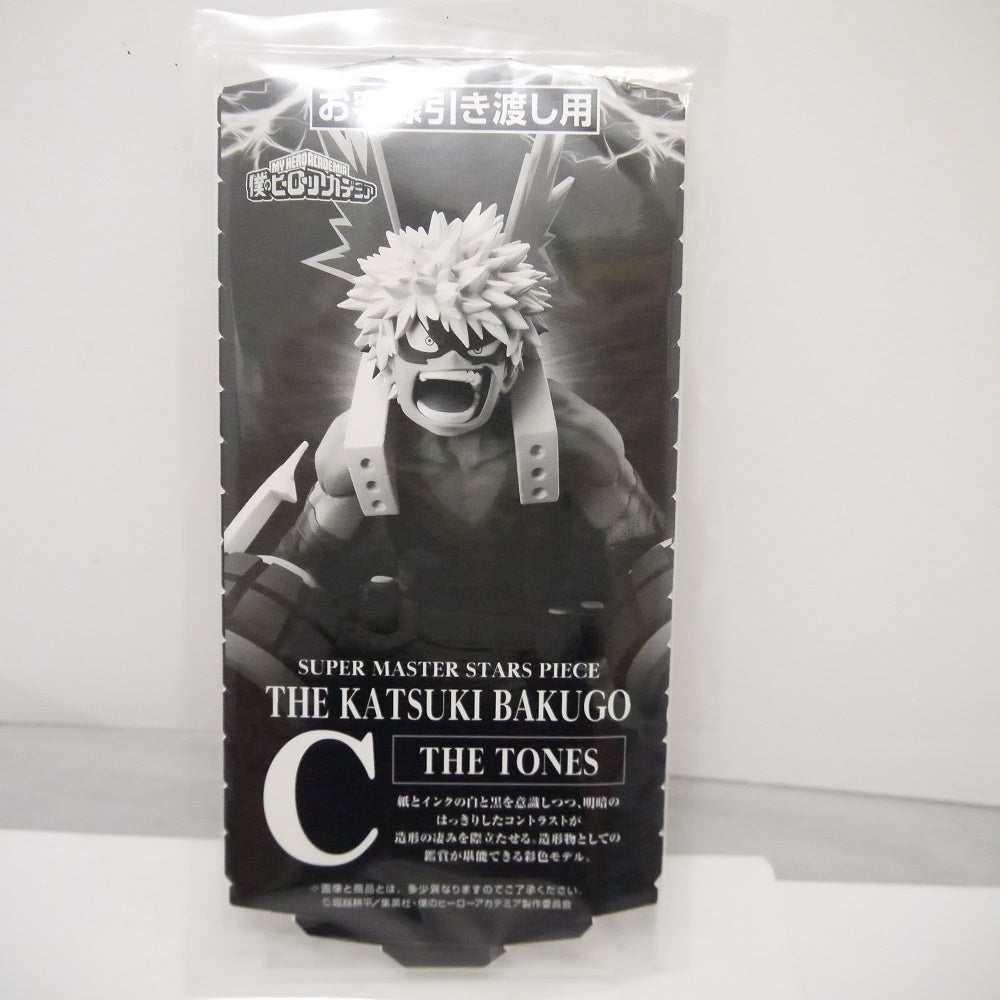 お客様引き渡し用
MY HERO ACADEMIA
僕のヒーローアカデミア
SUPER MASTER STARS PIECE
THE KATSUKI BAKUGO
C
THE TONES
紙とインクの白と黒を意識しつつ、明暗の
はっきりしたコントラストが
造形の凄みを際立たせる。造形物としての
鑑賞が堪能できる彩色モデル。
※画像と商品とは、多少異なりますのでご了承ください。
©堀越耕平/集英社・僕のヒーローアカデミア製作委員会